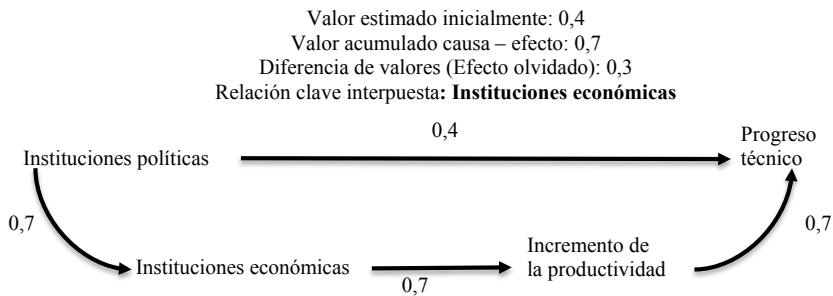 Valor estimado inicialmente: 0,4
Valor acumulado causa – efecto: 0,7
Diferencia de valores (Efecto olvidado): 0,3
Relación clave interpuesta: Instituciones económicas
0,4
Progreso
técnico
Instituciones políticas
0,7
0,7
Incremento de
la productividad
Instituciones económicas
0,7